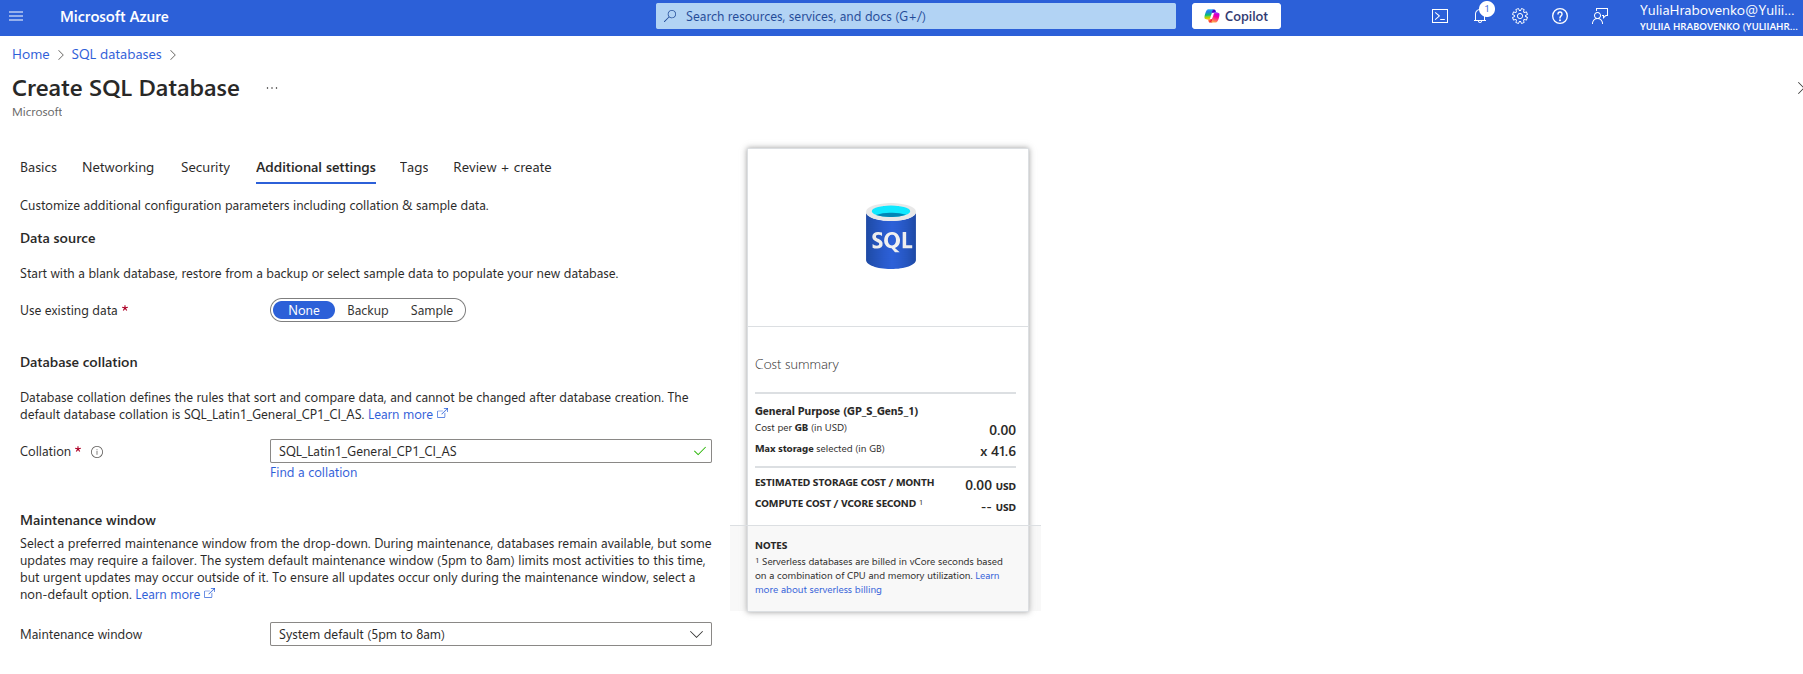 Microsoft Azure
Search resources, services, and docs (G+/)
Copilot
1
YuliaHrabovenko@Yulii...
YULIIA HRABOVENKO (YULIIAHR...
Home > SQL databases >
Create SQL Database ...
Microsoft
Basics Networking Security Additional settings Tags Review + create
Customize additional configuration parameters including collation & sample data.
Data source
Start with a blank database, restore from a backup or select sample data to populate your new database.
Use existing data * None Backup Sample
Database collation
Database collation defines the rules that sort and compare data, and cannot be changed after database creation. The
default database collation is SQL_Latin1_General_CP1_CI_AS. Learn more
Collation * SQL_Latin1_General_CP1_CI_AS
Find a collation
Maintenance window
Select a preferred maintenance window from the drop-down. During maintenance, databases remain available, but some
updates may require a failover. The system default maintenance window (5pm to 8am) limits most activities to this time,
but urgent updates may occur outside of it. To ensure all updates occur only during the maintenance window, select a
non-default option. Learn more
Maintenance window System default (5pm to 8am)
SQL
Cost summary
General Purpose (GP_S_Gen5_1)
Cost per GB (in USD) 0.00
Max storage selected (in GB) x 41.6
ESTIMATED STORAGE COST / MONTH 0.00 USD
COMPUTE COST / VCORE SECOND 1 -- USD
NOTES
1 Serverless databases are billed in vCore seconds based
on a combination of CPU and memory utilization. Learn
more about serverless billing